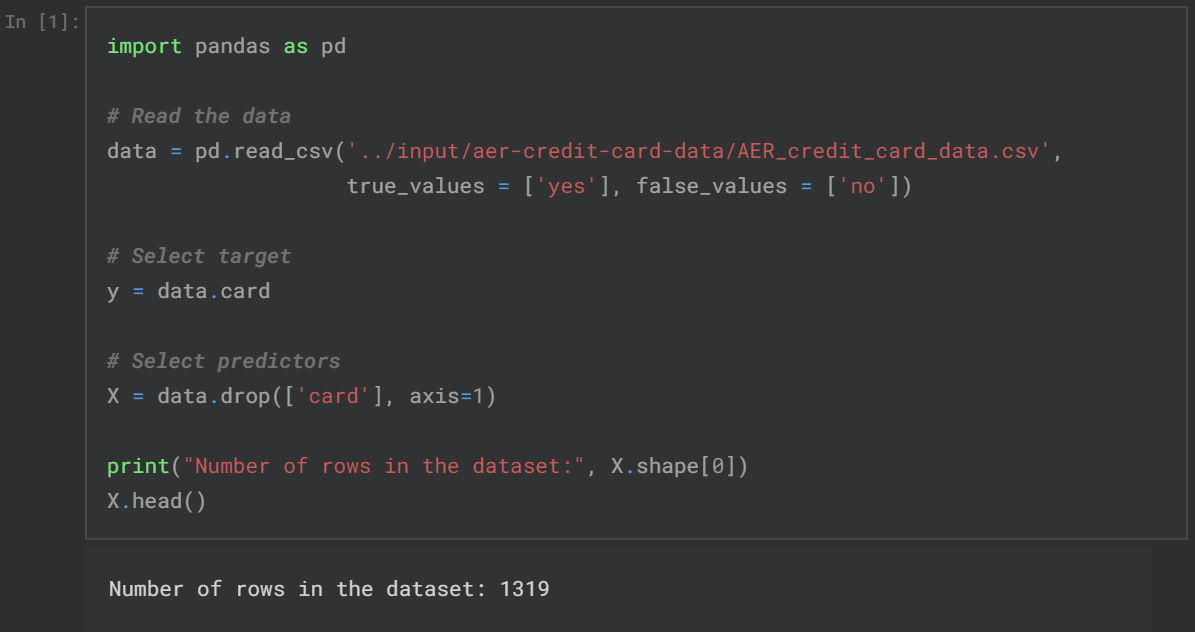 In [1]:
import pandas as pd
# Read the data
data = pd.read_csv('../input/aer-credit-card-data/AER_credit_card_data.csv',
true_values = ['yes'], false_values = ['no'])
# Select target
y = data.card
# Select predictors
X = data.drop(['card'], axis=1)
print("Number of rows in the dataset:", X.shape[0])
X.head()
Number of rows in the dataset: 1319